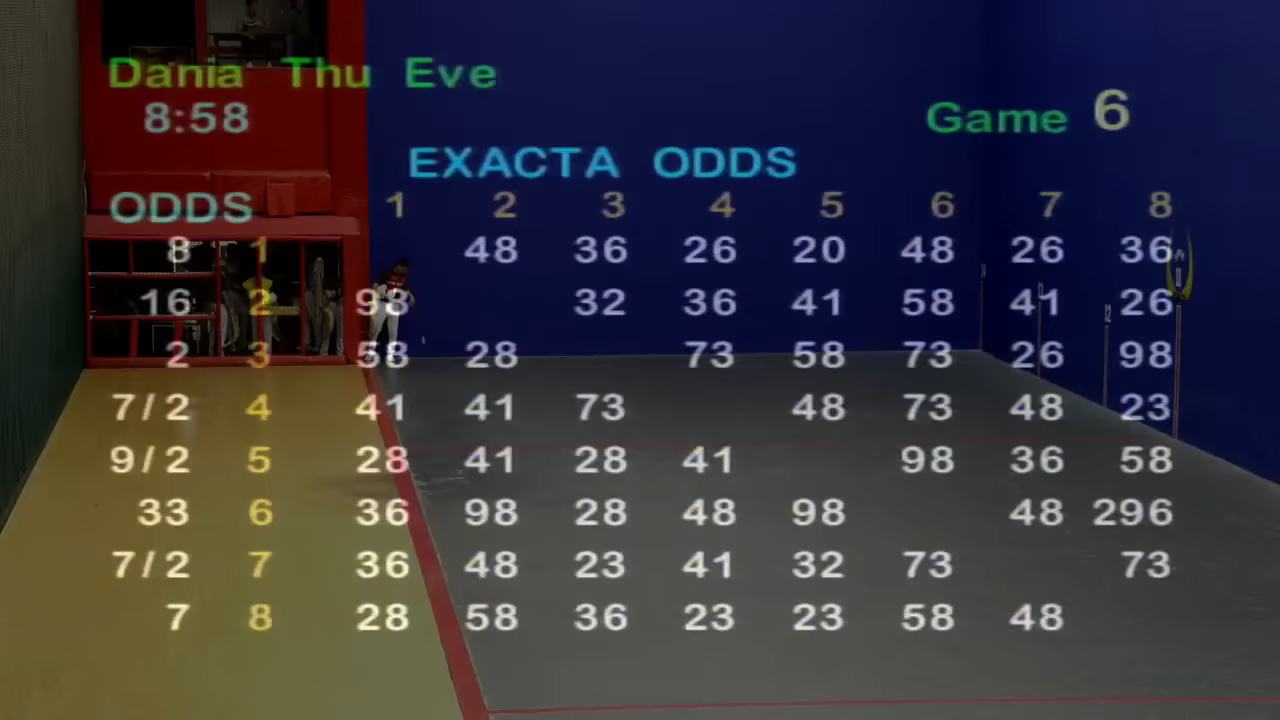 Dania Thu Eve
8:58
Game 6
EXACTA ODDS
ODDS 1 2 3 4 5 6 7 8
8 1 48 36 26 20 48 26 36
16 2 98 32 36 41 58 41 26
2 3 58 28 73 58 73 26 98
7/2 4 41 41 73 48 73 48 23
9/2 5 28 41 28 41 98 36 58
33 6 36 98 28 48 98 48 296
7/2 7 36 48 23 41 32 73 73
7 8 28 58 36 23 23 58 48